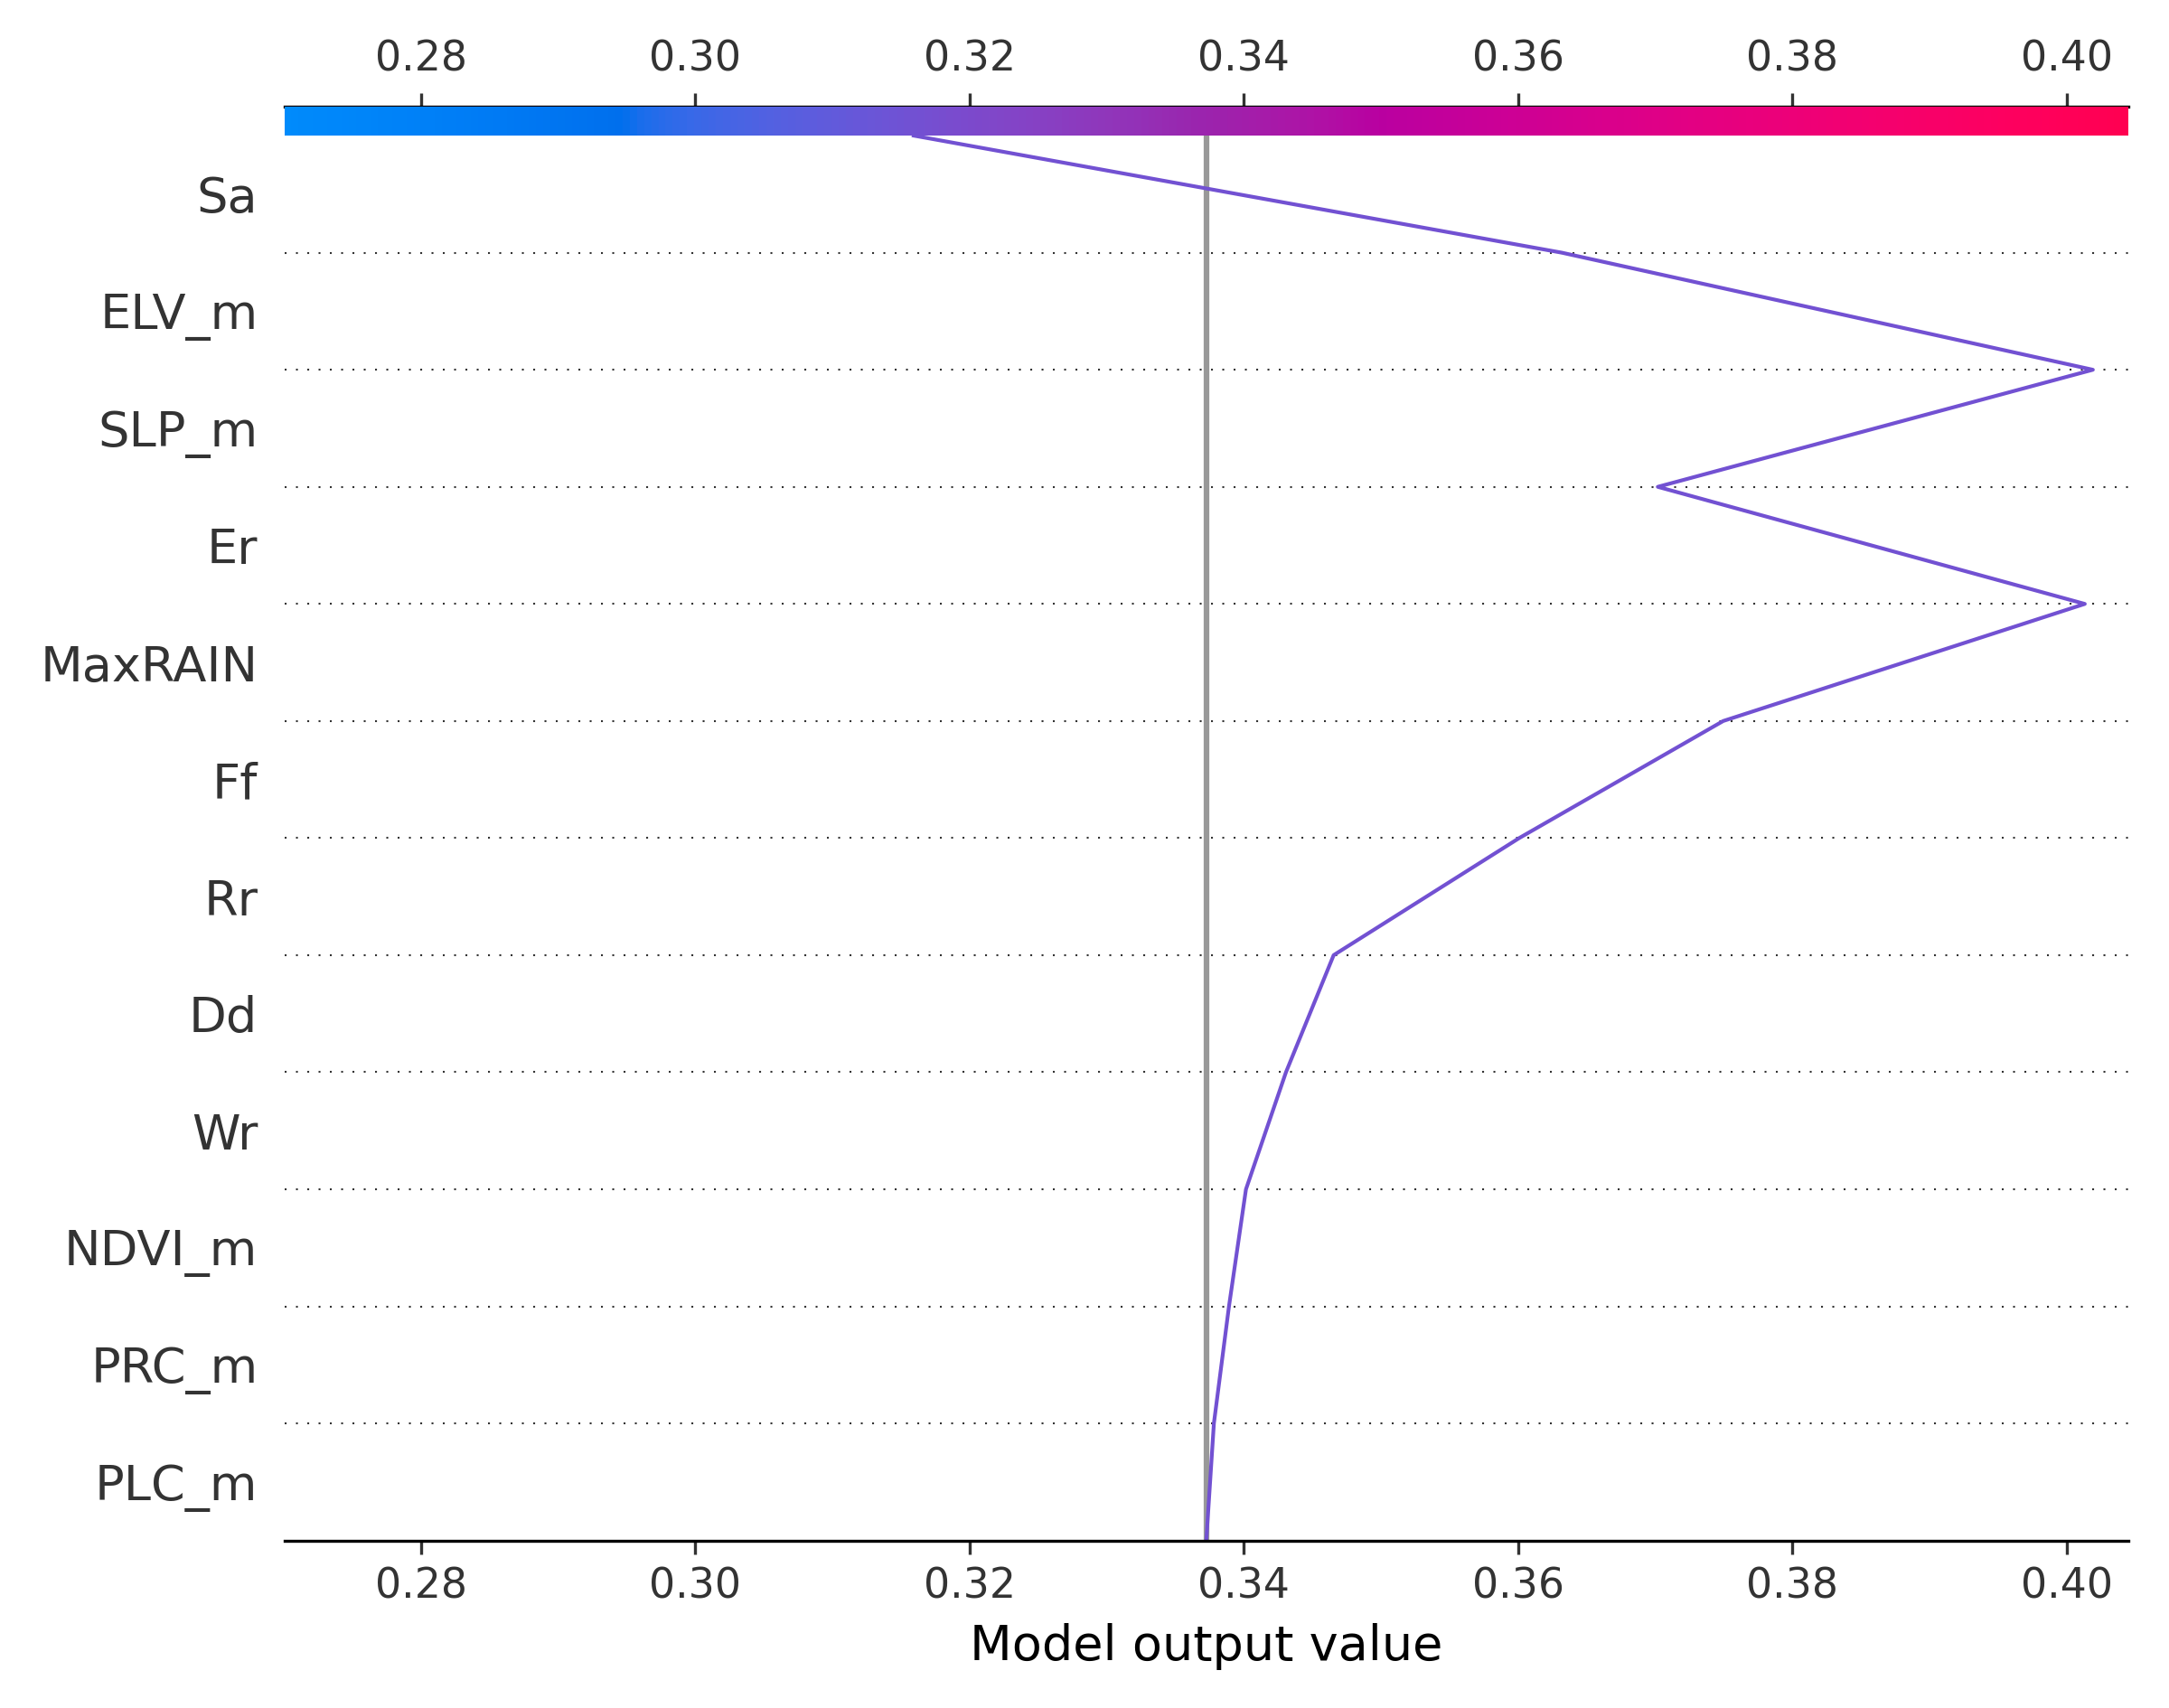 0.28 0.30 0.32 0.34 0.36 0.38 0.40
Sa
ELV_m
SLP_m
Er
MaxRAIN
Ff
Rr
Dd
Wr
NDVI_m
PRC_m
PLC_m
0.28 0.30 0.32 0.34 0.36 0.38 0.40
Model output value